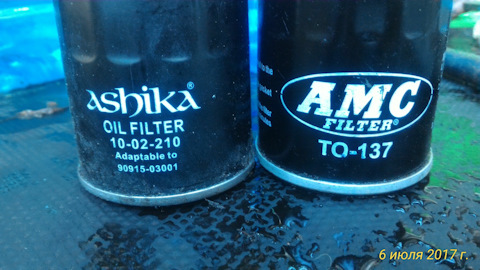 ashika®
OIL FILTER
10-02-210
Adaptable to
90915-03001
AMC
FILTER®
TO-137
6 июля 2017 г.